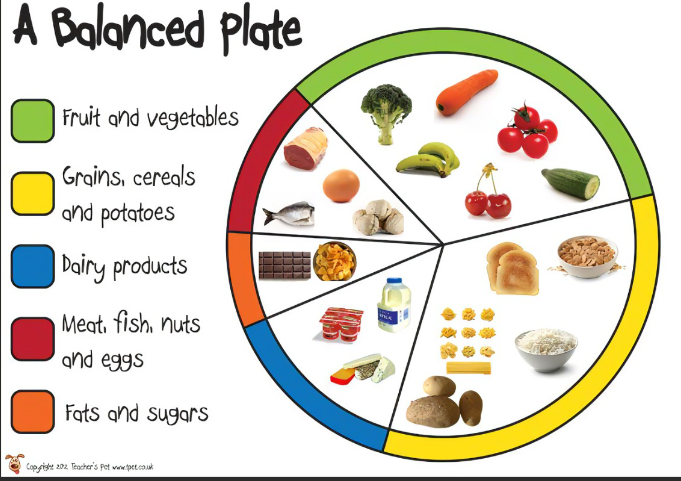 A Balanced Plate
Fruit and vegetables
Grains, cereals
and potatoes
Dairy products
Meat, fish, nuts
and eggs
Fats and sugars
MILK
Copyright 2012 Teacher's Pet www.tpet.co.uk